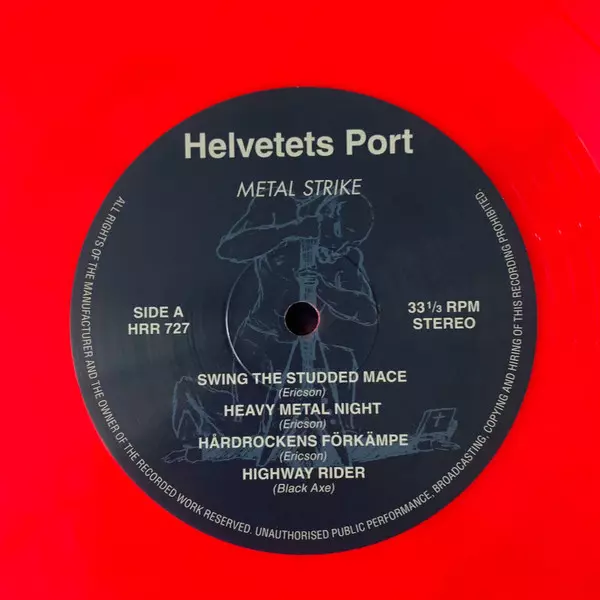 Helvetets Port
METAL STRIKE
SIDE A
HRR 727
33 1/3 RPM
STEREO
SWING THE STUDDED MACE
(Ericson)
HEAVY METAL NIGHT
(Ericson)
HÅRDROCKENS FÖRKÄMPE
(Ericson)
HIGHWAY RIDER
(Black Axe)
ALL RIGHTS OF THE MANUFACTURER AND THE OWNER OF THE RECORDED WORK RESERVED. UNAUTHORISED PUBLIC PERFORMANCE, BROADCASTING, COPYING AND HIRING OF THIS RECORDING PROHIBITED.